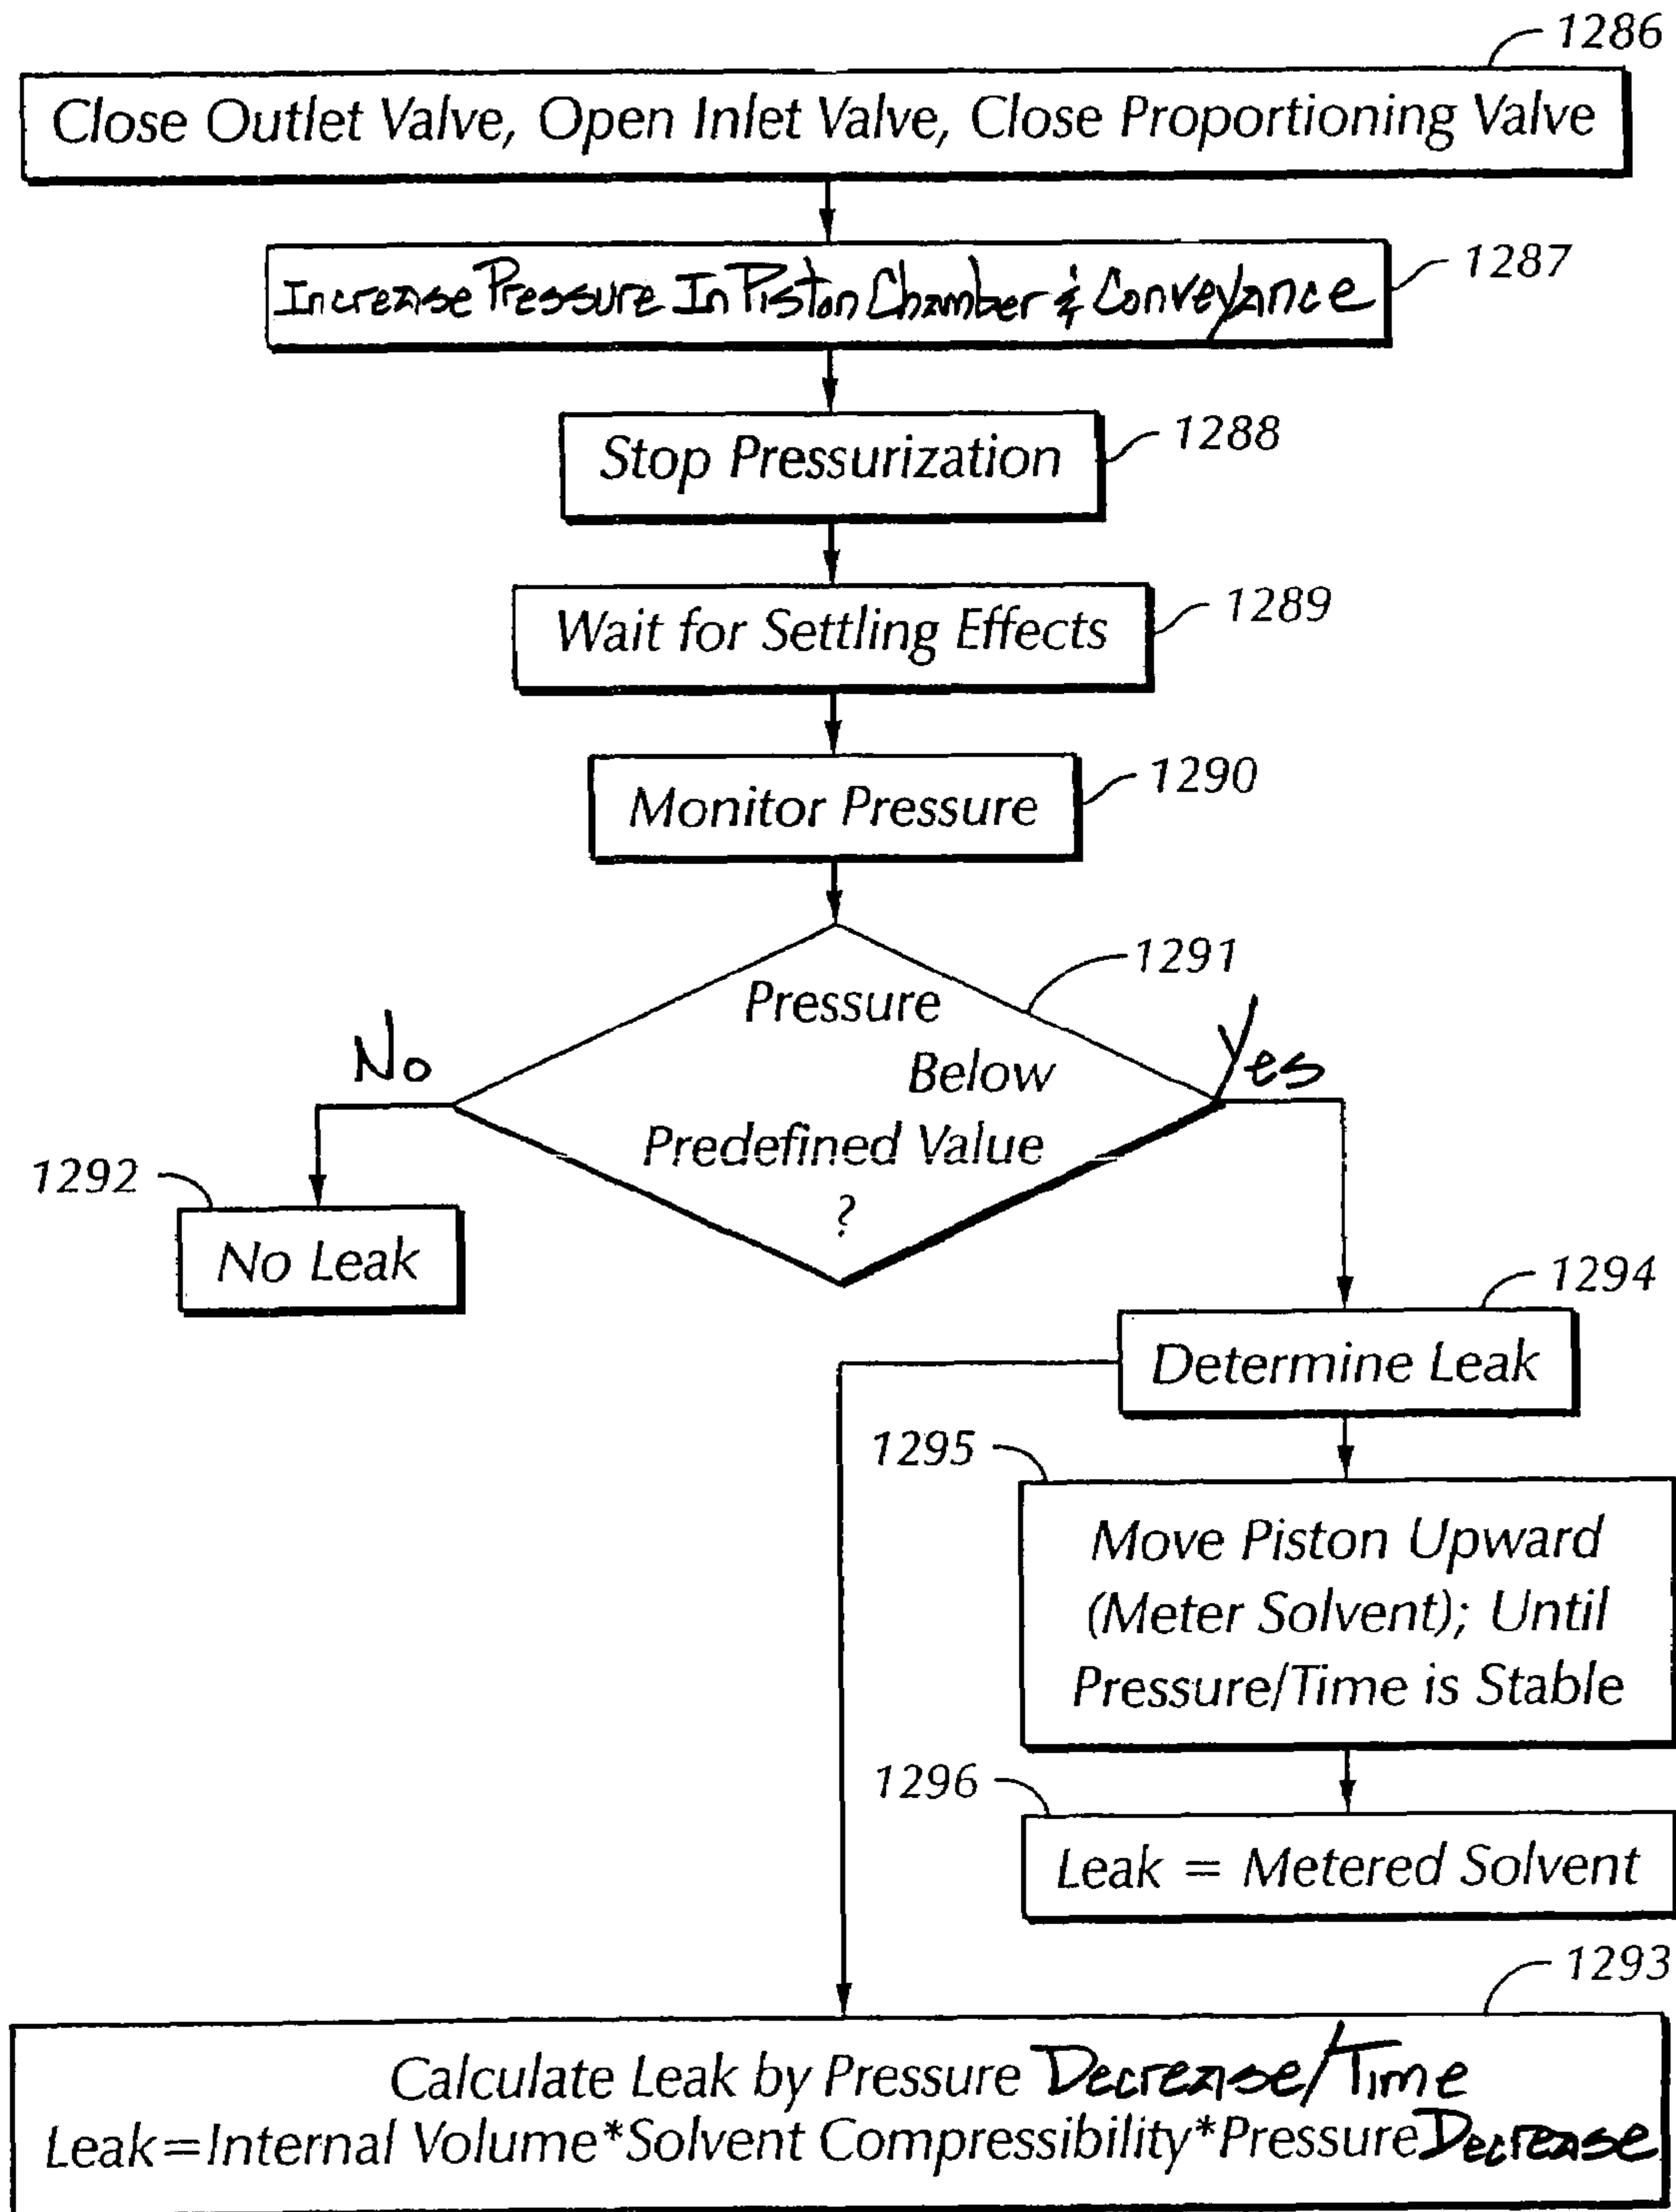 1286
Close Outlet Valve, Open Inlet Valve, Close Proportioning Valve
1287
Increase Pressure In Piston Chamber & Conveyance
1288
Stop Pressurization
1289
Wait for Settling Effects
1290
Monitor Pressure
1291
Pressure
Below
Predefined Value
?
No
Yes
1292
No Leak
1294
Determine Leak
1295
Move Piston Upward
(Meter Solvent); Until
Pressure/Time is Stable
1296
Leak = Metered Solvent
1293
Calculate Leak by Pressure Decrease/Time
Leak=Internal Volume*Solvent Compressibility*Pressure Decrease